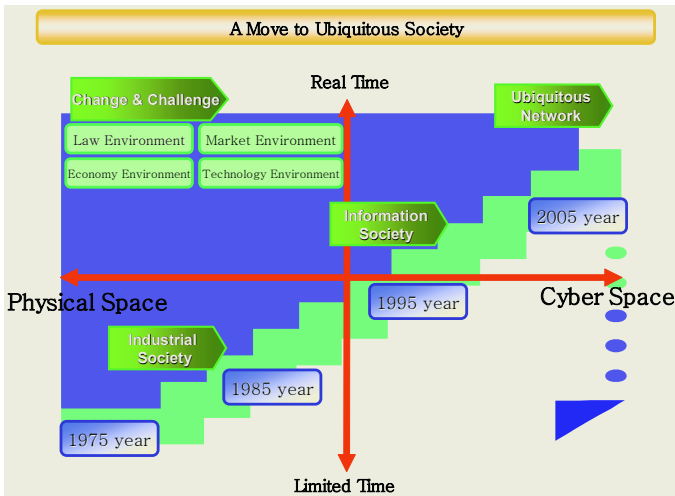 A Move to Ubiquitous Society
Real Time
Change & Challenge
Ubiquitous
Network
Law Environment
Market Environment
Economy Environment
Technology Environment
Information
Society
2005 year
Physical Space
Cyber Space
1995 year
Industrial
Society
1985 year
1975 year
Limited Time